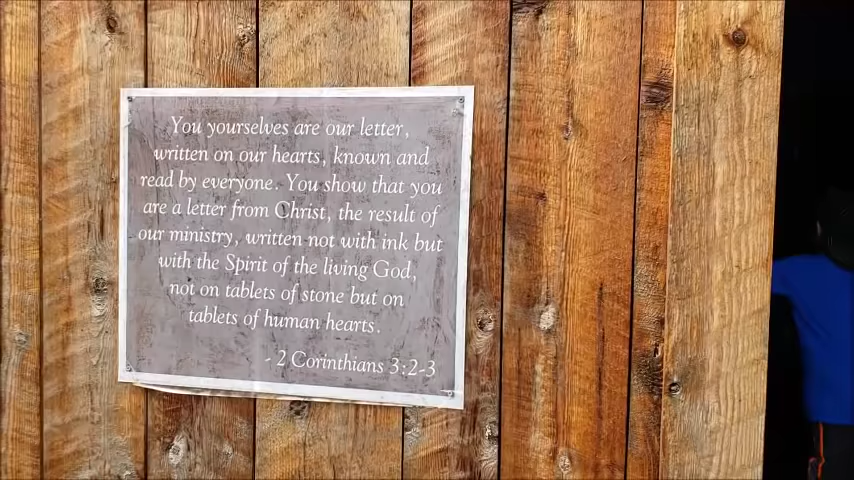 You yourselves are our letter,
written on our hearts, known and
read by everyone. You show that you
are a letter from Christ, the result of
our ministry, written not with ink but
with the Spirit of the living God,
not on tablets of stone but on
tablets of human hearts.
- 2 Corinthians 3:2-3